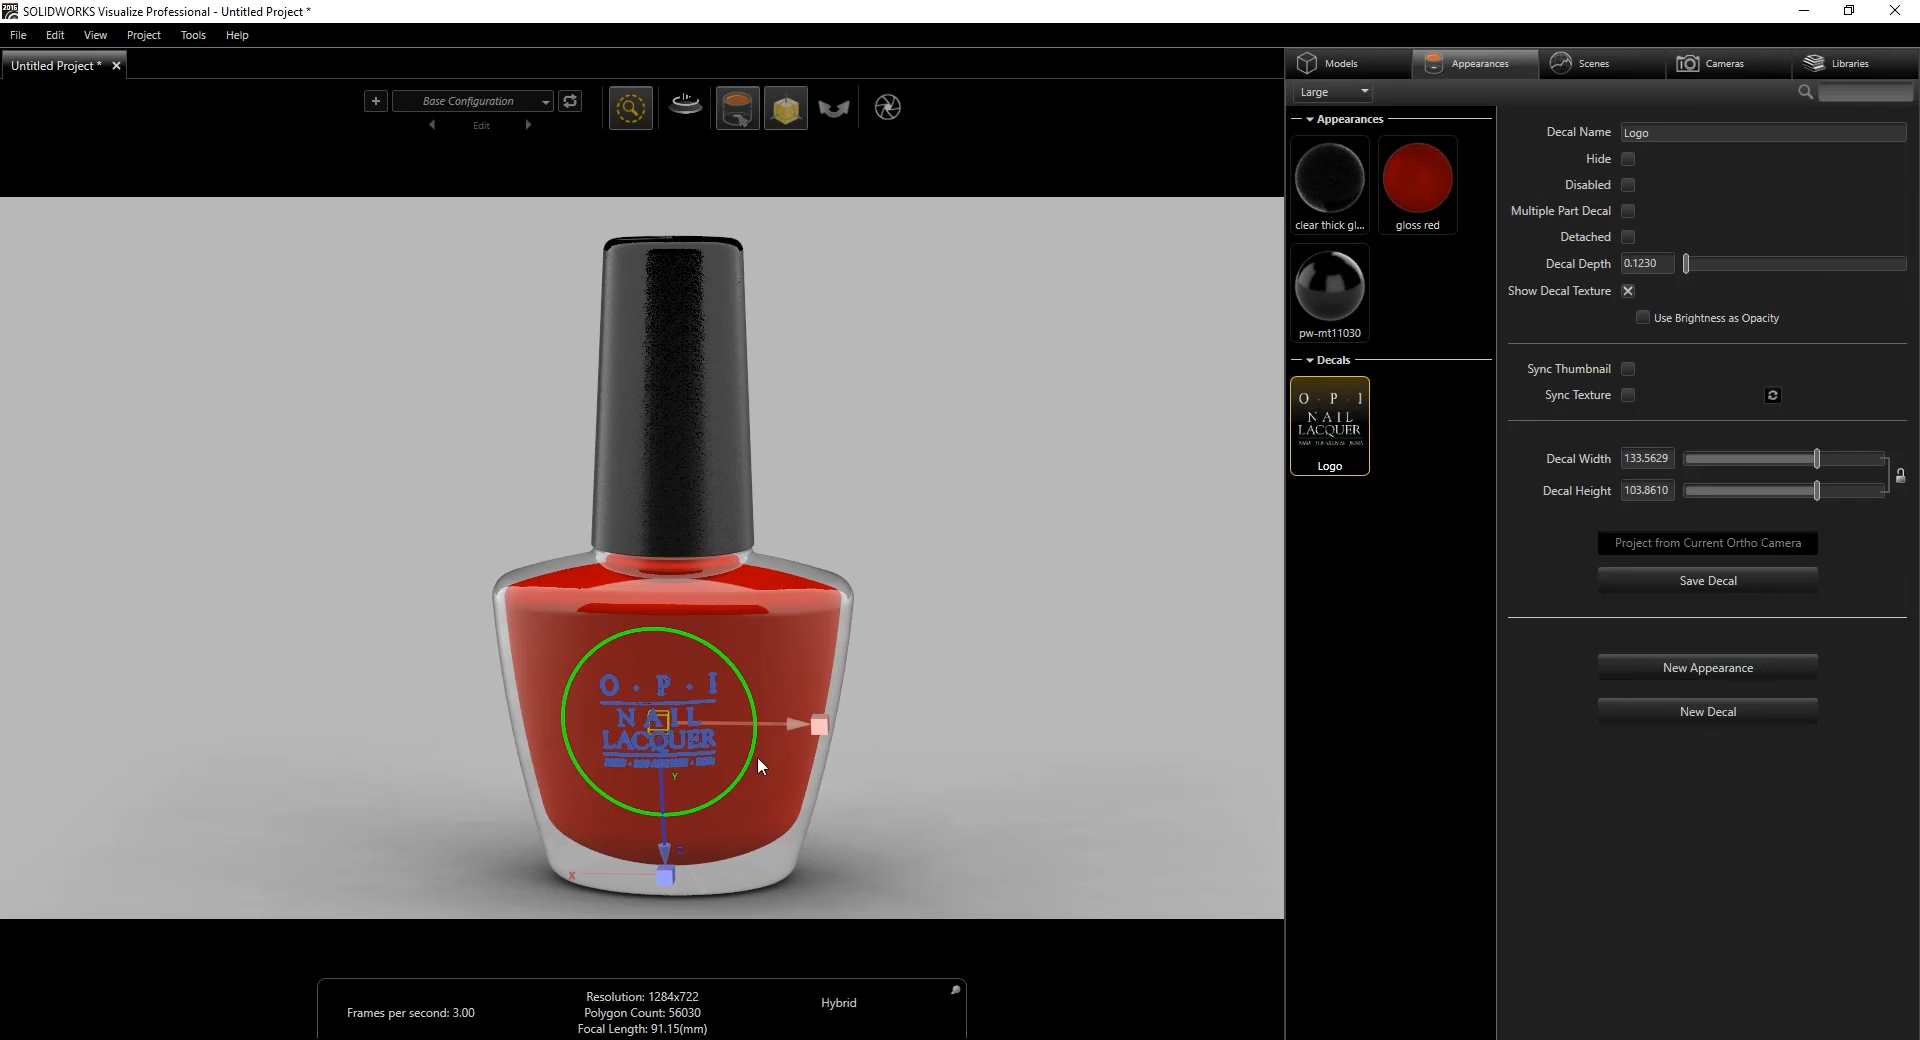 SOLIDWORKS Visualize Professional - Untitled Project *
File Edit View Project Tools Help
Untitled Project *
Base Configuration
Edit
Models
Appearances
Scenes
Cameras
Libraries
Large
Appearances
clear thick gl...
gloss red
pw-mt11030
Decals
O · P · I
NAIL
LACQUER
Logo
Decal Name Logo
Hide
Disabled
Multiple Part Decal
Detached
Decal Depth 0.1230
Show Decal Texture
Use Brightness as Opacity
Sync Thumbnail
Sync Texture
Decal Width 133.5629
Decal Height 103.8610
Project from Current Ortho Camera
Save Decal
New Appearance
New Decal
O · P · I
NAIL
LACQUER
Y
Z
X
Frames per second: 3.00
Resolution: 1284x722
Polygon Count: 56030
Focal Length: 91.15(mm)
Hybrid